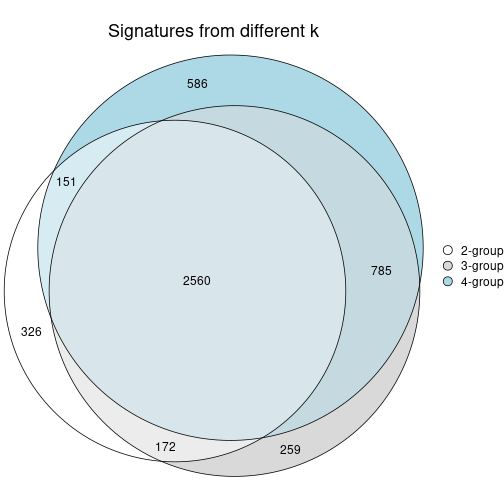 Signatures from different k
586
151
2560
785
326
172
259
2-group
3-group
4-group